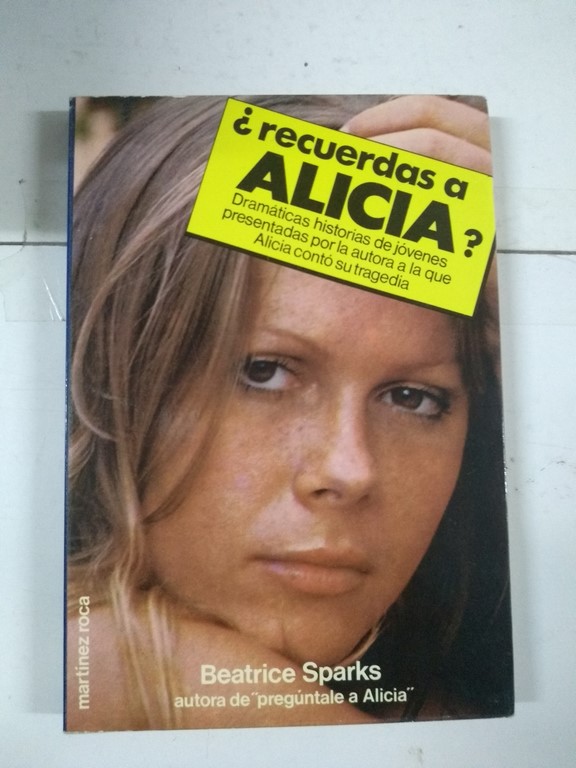 ¿recuerdas a
ALICIA?
Dramáticas historias de jóvenes
presentadas por la autora a la que
Alicia contó su tragedia
martínez roca
Beatrice Sparks
autora de "pregúntale a Alicia"